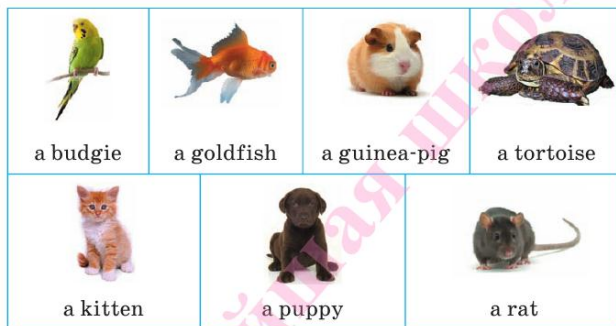 a budgie
a goldfish
a guinea-pig
a tortoise
a kitten
a puppy
a rat